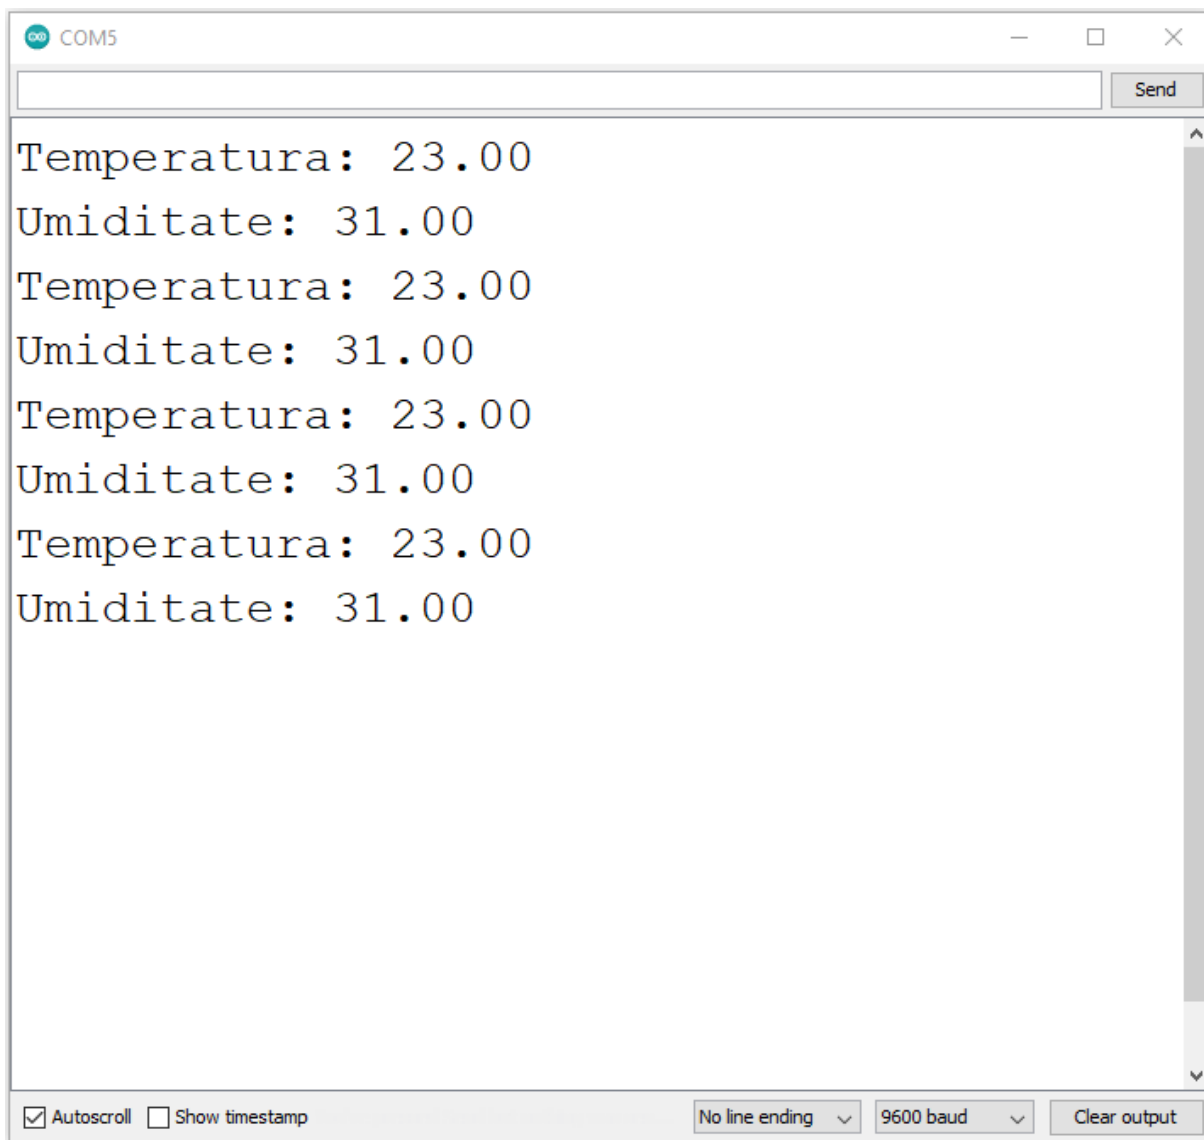 COM5
Send
Temperatura: 23.00
Umiditate: 31.00
Temperatura: 23.00
Umiditate: 31.00
Temperatura: 23.00
Umiditate: 31.00
Temperatura: 23.00
Umiditate: 31.00
Autoscroll Show timestamp No line ending 9600 baud Clear output